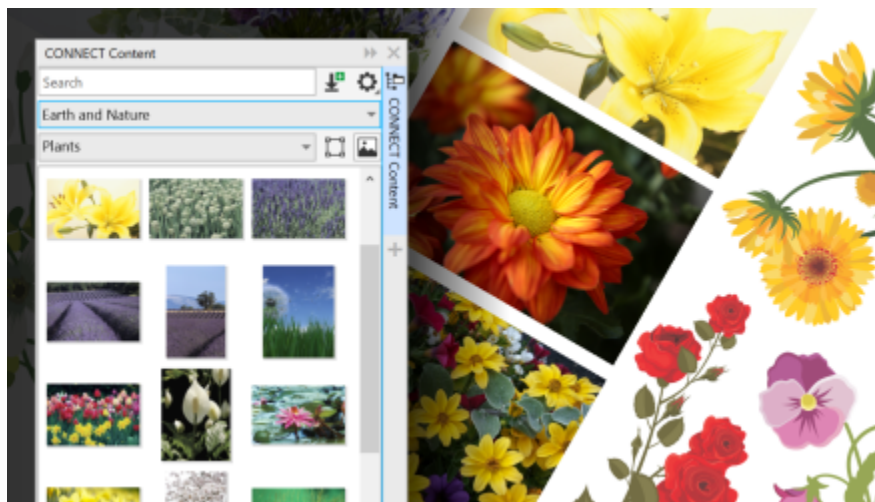 CONNECT Content
Search
Earth and Nature
Plants
CONNECT Content